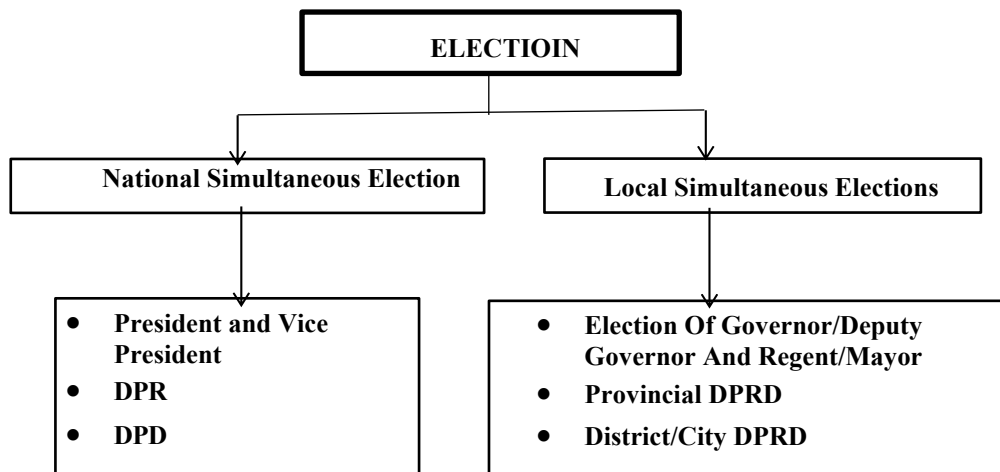 ELECTIOIN
National Simultaneous Election
Local Simultaneous Elections
• President and Vice
President
• DPR
• DPD
• Election Of Governor/Deputy
Governor And Regent/Mayor
• Provincial DPRD
• District/City DPRD